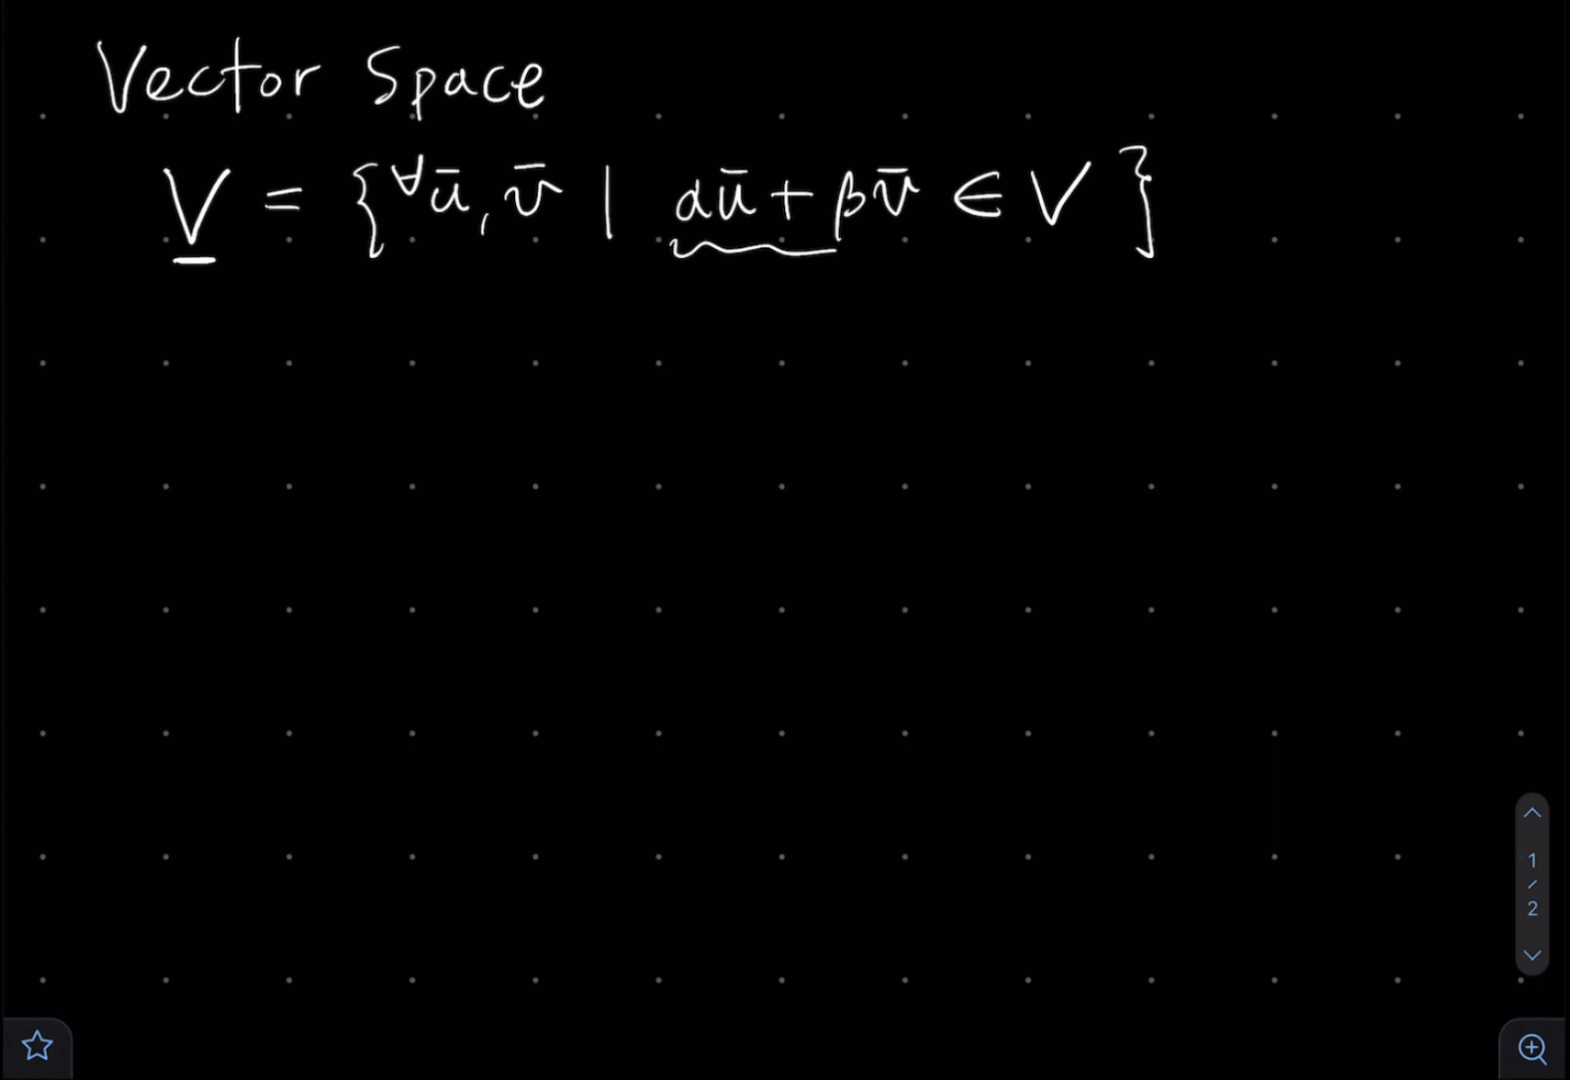 Vector Space
V = {∀ū, v̄ | αū + βv̄ ∈ V}
1
/
2